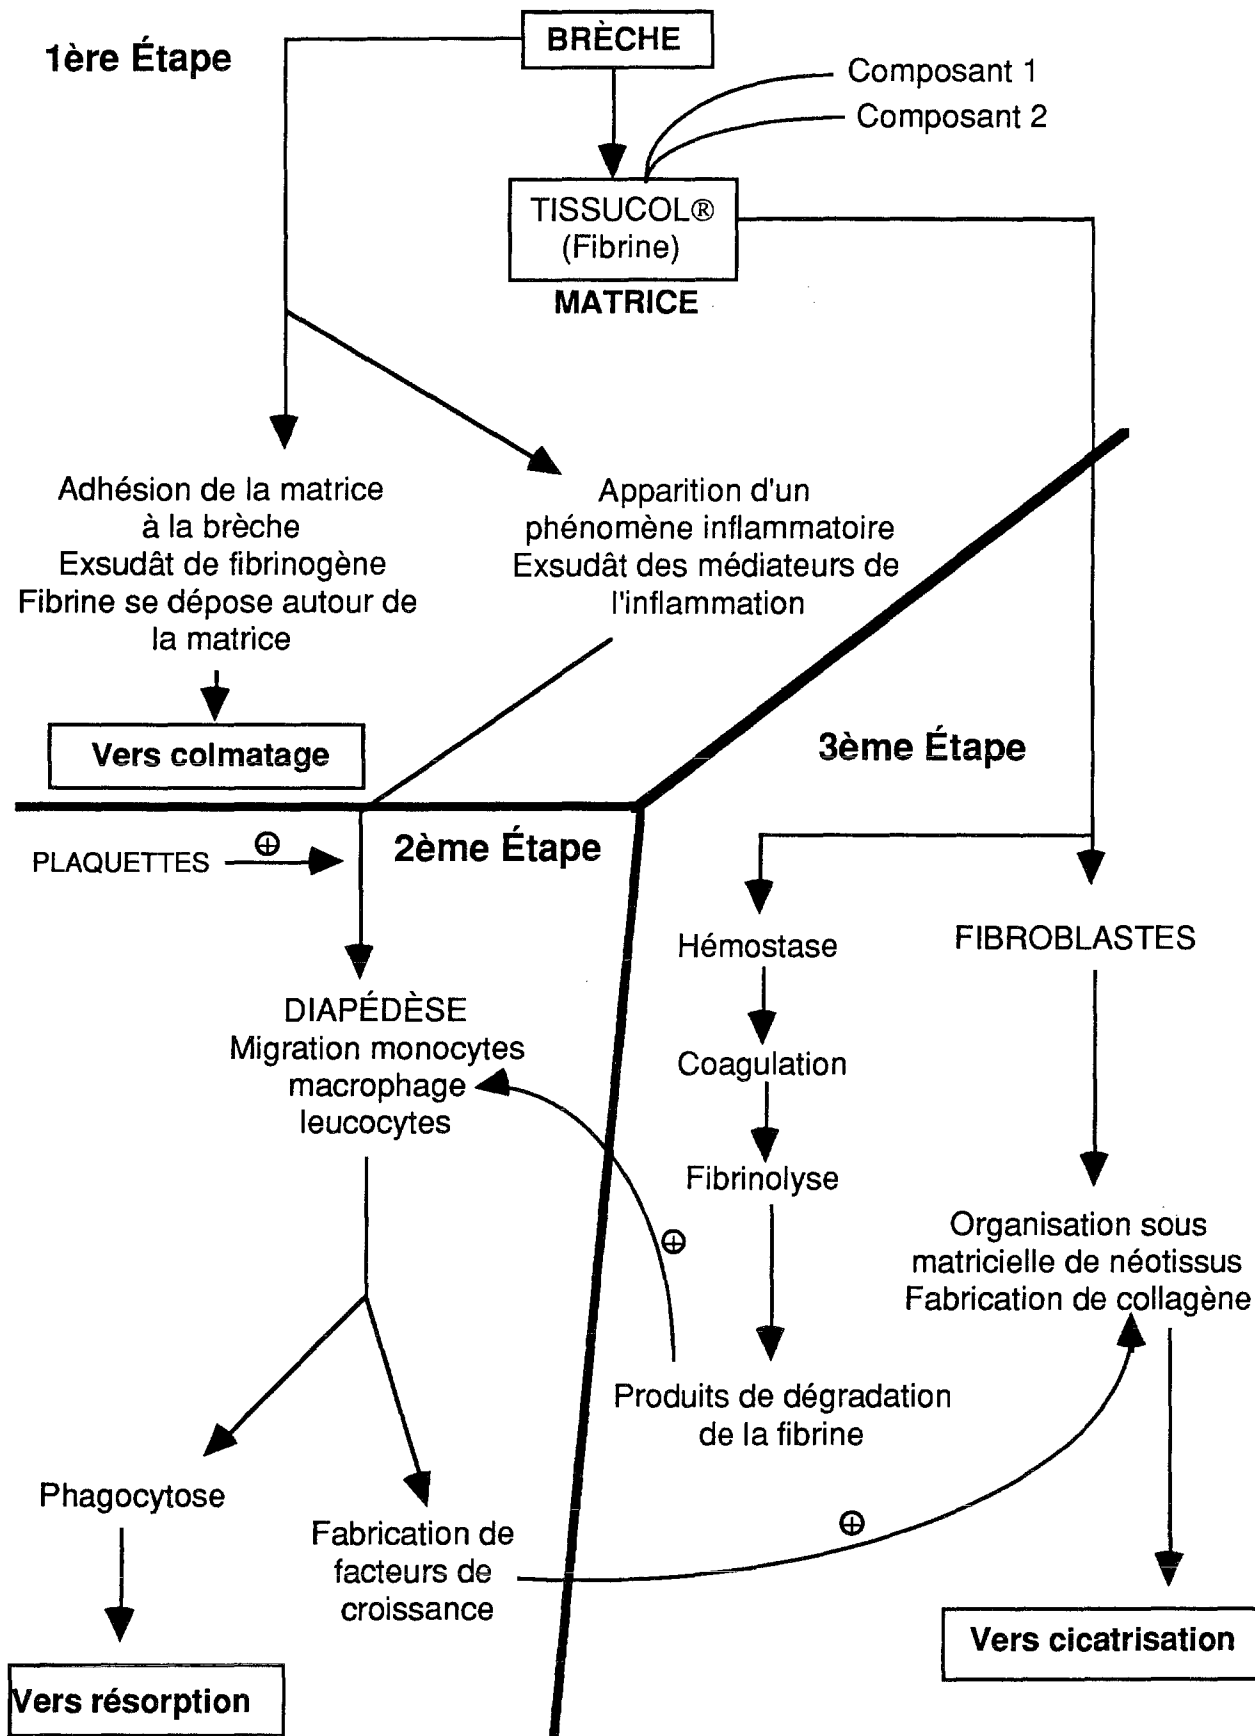 1ère Étape
BRÈCHE
Composant 1
Composant 2
TISSUCOL®
(Fibrine)
MATRICE
Adhésion de la matrice
à la brèche
Exsudât de fibrinogène
Fibrine se dépose autour de
la matrice
Apparition d'un
phénomène inflammatoire
Exsudât des médiateurs de
l'inflammation
Vers colmatage
2ème Étape
PLAQUETTES
⊕
DIAPÉDÈSE
Migration monocytes
macrophage
leucocytes
Phagocytose
Fabrication de
facteurs de
croissance
Vers résorption
3ème Étape
Hémostase
Coagulation
Fibrinolyse
⊕
Produits de dégradation
de la fibrine
FIBROBLASTES
Organisation sous
matricielle de néotissus
Fabrication de collagène
⊕
Vers cicatrisation